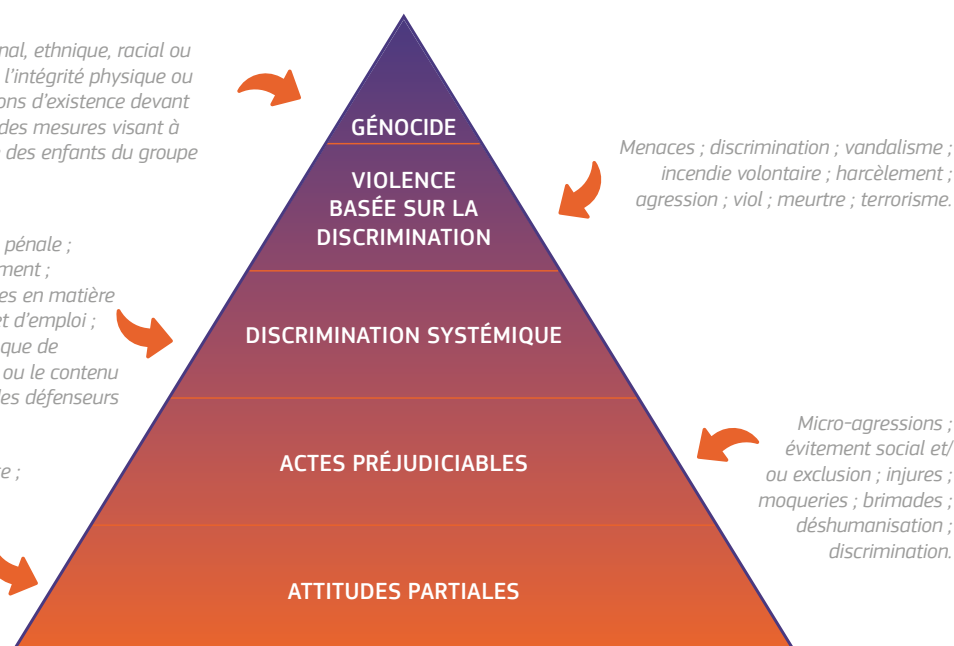 nal, ethnique, racial ou
l'intégrité physique ou
ons d'existence devant
des mesures visant à
des enfants du groupe
GÉNOCIDE
Menaces ; discrimination ; vandalisme ;
incendie volontaire ; harcèlement ;
agression ; viol ; meurtre ; terrorisme.
VIOLENCE
BASÉE SUR LA
DISCRIMINATION
pénale ;
ment ;
es en matière
et d'emploi ;
que de
ou le contenu
des défenseurs
DISCRIMINATION SYSTÉMIQUE
Micro-agressions ;
évitement social et/
ou exclusion ; injures ;
moqueries ; brimades ;
déshumanisation ;
discrimination.
ACTES PRÉJUDICIABLES
e ;
ATTITUDES PARTIALES